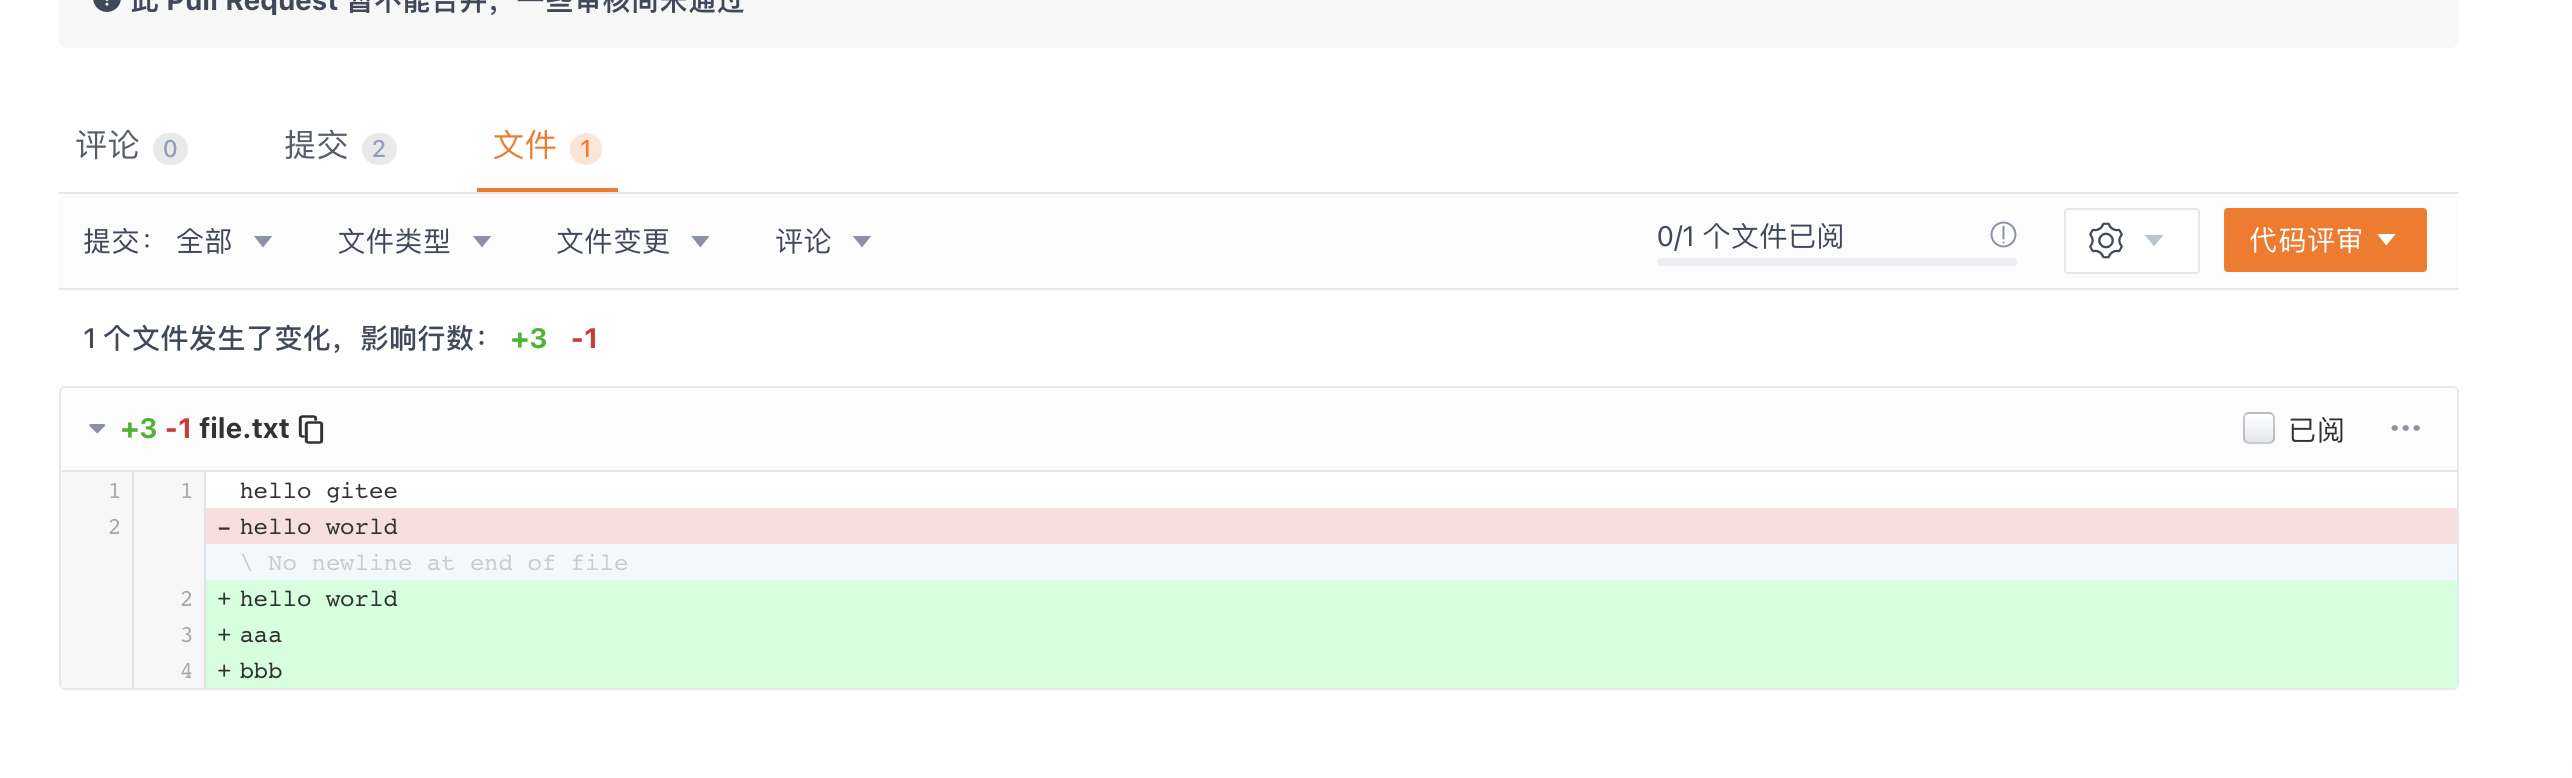 此 Pull Request 暂不能合并，一些审核尚未通过
评论 0 提交 2 文件 1
提交： 全部 文件类型 文件变更 评论 0/1 个文件已阅 代码评审
1 个文件发生了变化，影响行数： +3 -1
+3 -1 file.txt 已阅 ···
1 1 hello gitee
2 - hello world
\ No newline at end of file
2 + hello world
3 + aaa
4 + bbb